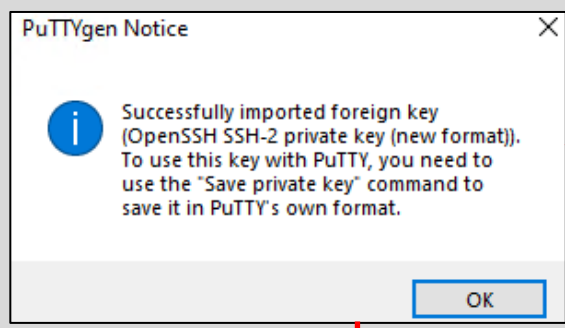 PuTTYgen Notice
Successfully imported foreign key
(OpenSSH SSH-2 private key (new format)).
To use this key with PuTTY, you need to
use the "Save private key" command to
save it in PuTTY's own format.
OK